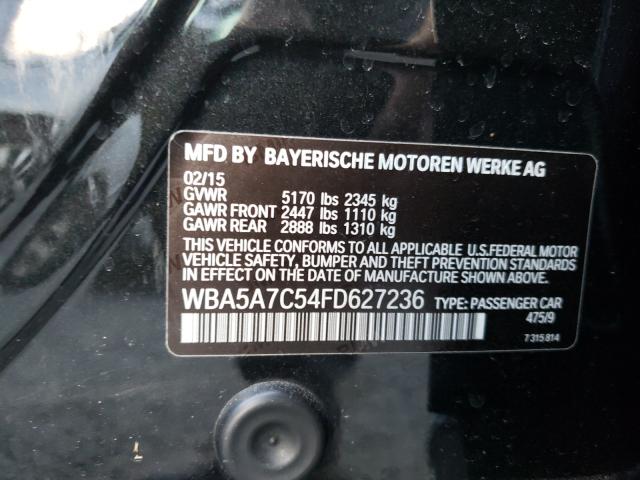 MFD BY BAYERISCHE MOTOREN WERKE AG
02/15
GVWR 5170 lbs 2345 kg
GAWR FRONT 2447 lbs 1110 kg
GAWR REAR 2888 lbs 1310 kg
THIS VEHICLE CONFORMS TO ALL APPLICABLE U.S.FEDERAL MOTOR
VEHICLE SAFETY, BUMPER AND THEFT PREVENTION STANDARDS IN
EFFECT ON THE DATE OF MANUFACTURE SHOWN ABOVE.
WBA5A7C54FD627236 TYPE: PASSENGER CAR
475/9
7 315 814